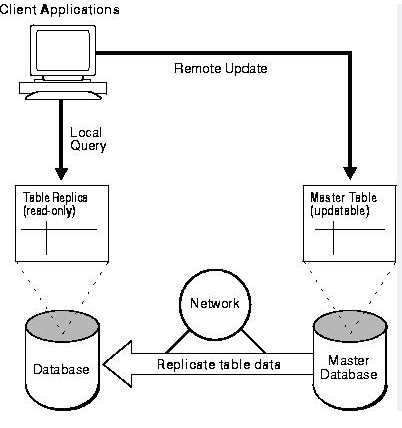 Client Applications
Remote Update
Local
Query
Table Replica
(read-only)
Master Table
(updatable)
Network
Database
Replicate table data
Master
Database